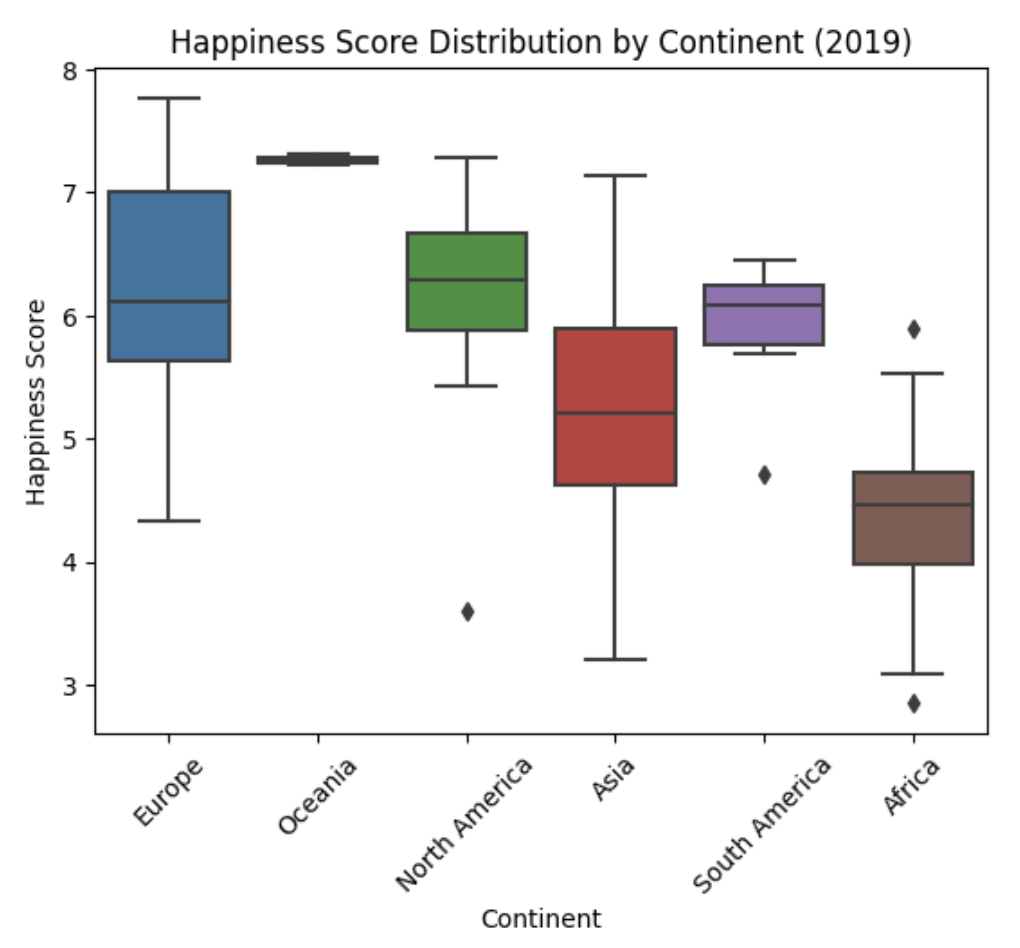 Happiness Score Distribution by Continent (2019)
Happiness Score
8
7
6
5
4
3
Europe
Oceania
North America
Asia
South America
Africa
Continent